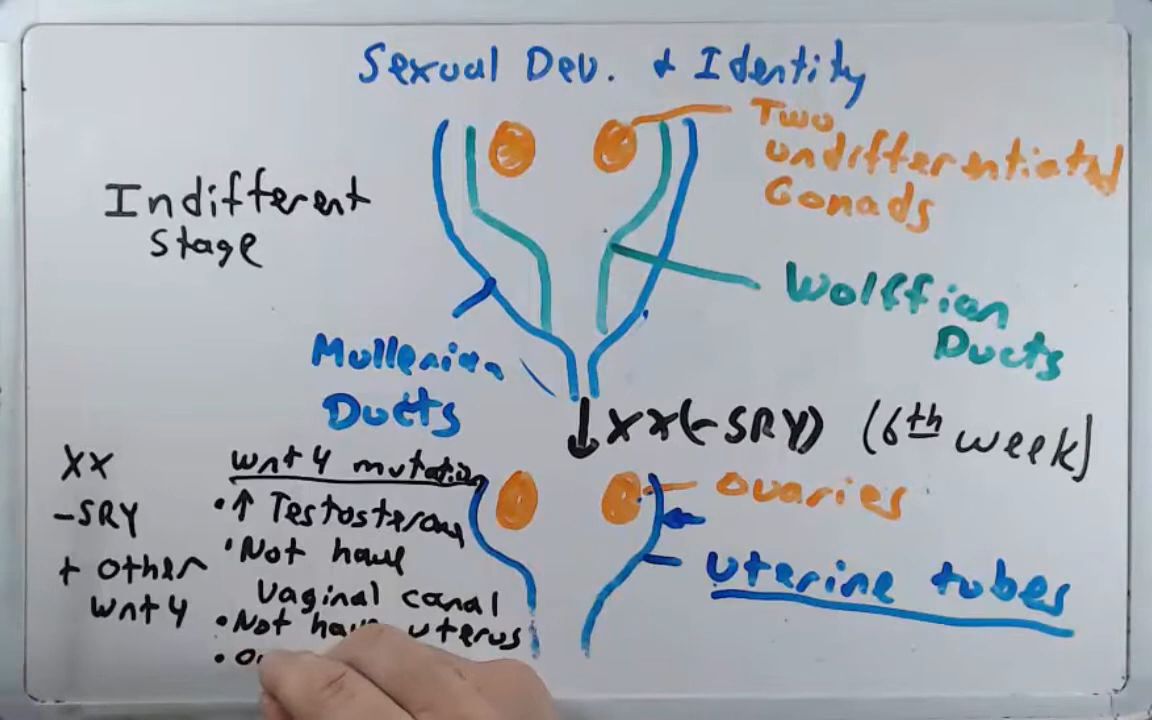 Sexual Dev. & Identity
Two
undifferentiated
Gonads
Indifferent
Stage
Wolffian
Ducts
Mullerian
Ducts
XX(-SRY) (6th week)
XX
-SRY
+ Other
Wnt4
Wnt4 mutation
• ↑ Testosterone
• Not have
Vaginal canal
• Not have uterus
Ovaries
Uterine tubes